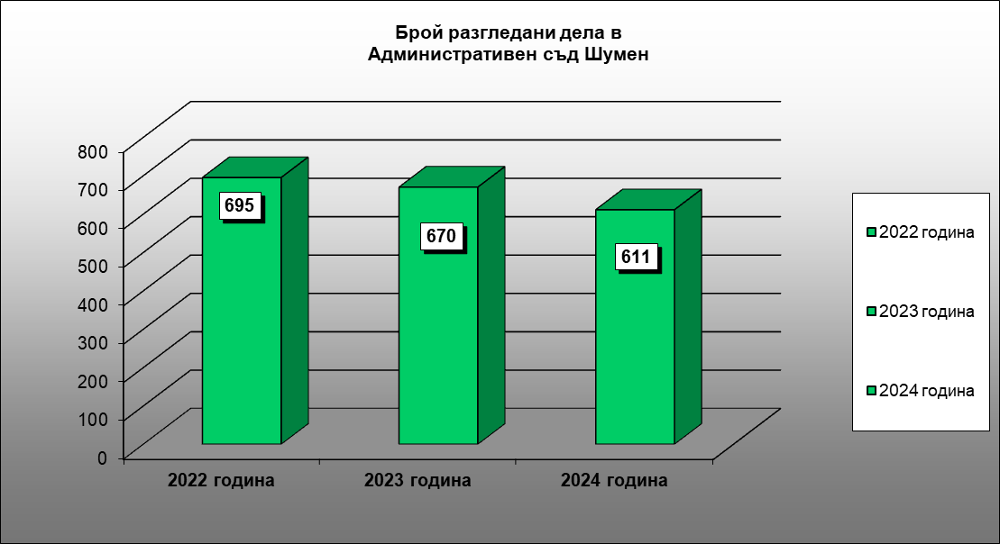 Брой разгледани дела в
Административен съд Шумен
800
700
600
500
400
300
200
100
0
695
670
611
2022 година
2023 година
2024 година
2022 година
2023 година
2024 година